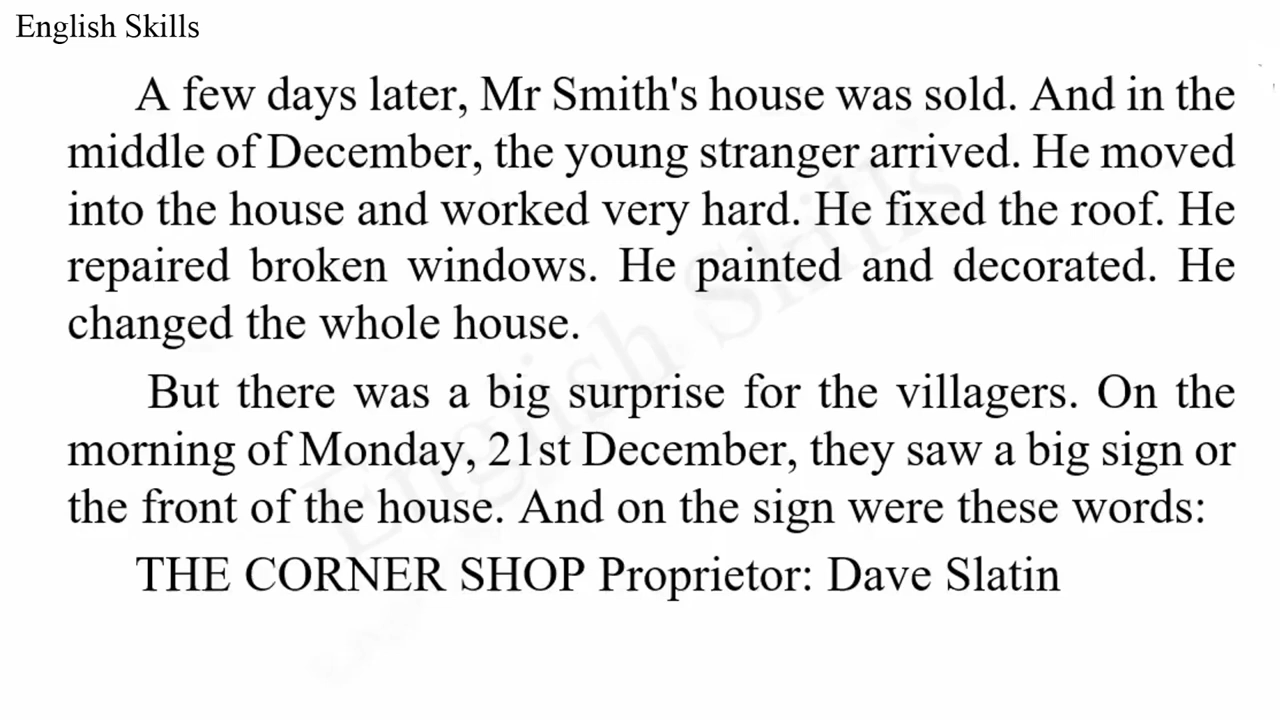 English Skills
A few days later, Mr Smith's house was sold. And in the
middle of December, the young stranger arrived. He moved
into the house and worked very hard. He fixed the roof. He
repaired broken windows. He painted and decorated. He
changed the whole house.
But there was a big surprise for the villagers. On the
morning of Monday, 21st December, they saw a big sign or
the front of the house. And on the sign were these words:
THE CORNER SHOP Proprietor: Dave Slatin
English Skills